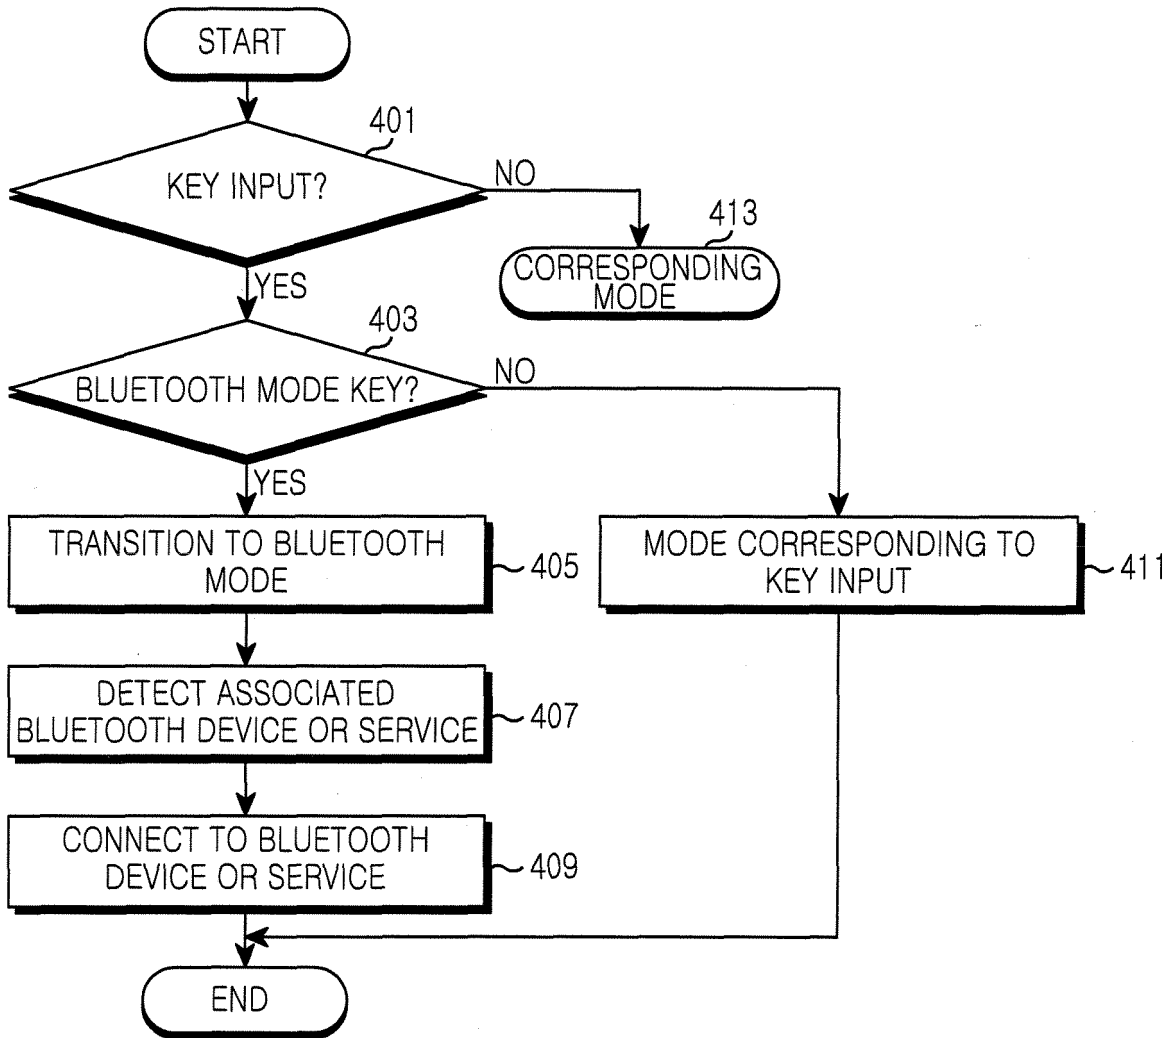 START
401
KEY INPUT?
NO
413
CORRESPONDING
MODE
YES
403
BLUETOOTH MODE KEY?
NO
YES
TRANSITION TO BLUETOOTH
MODE
405
MODE CORRESPONDING TO
KEY INPUT
411
DETECT ASSOCIATED
BLUETOOTH DEVICE OR SERVICE
407
CONNECT TO BLUETOOTH
DEVICE OR SERVICE
409
END